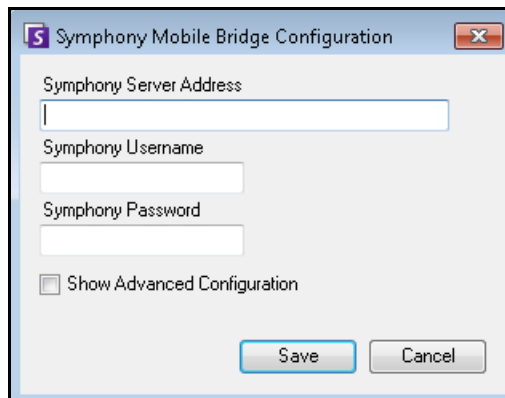 Symphony Mobile Bridge Configuration
Symphony Server Address
Symphony Username
Symphony Password
Show Advanced Configuration
Save Cancel